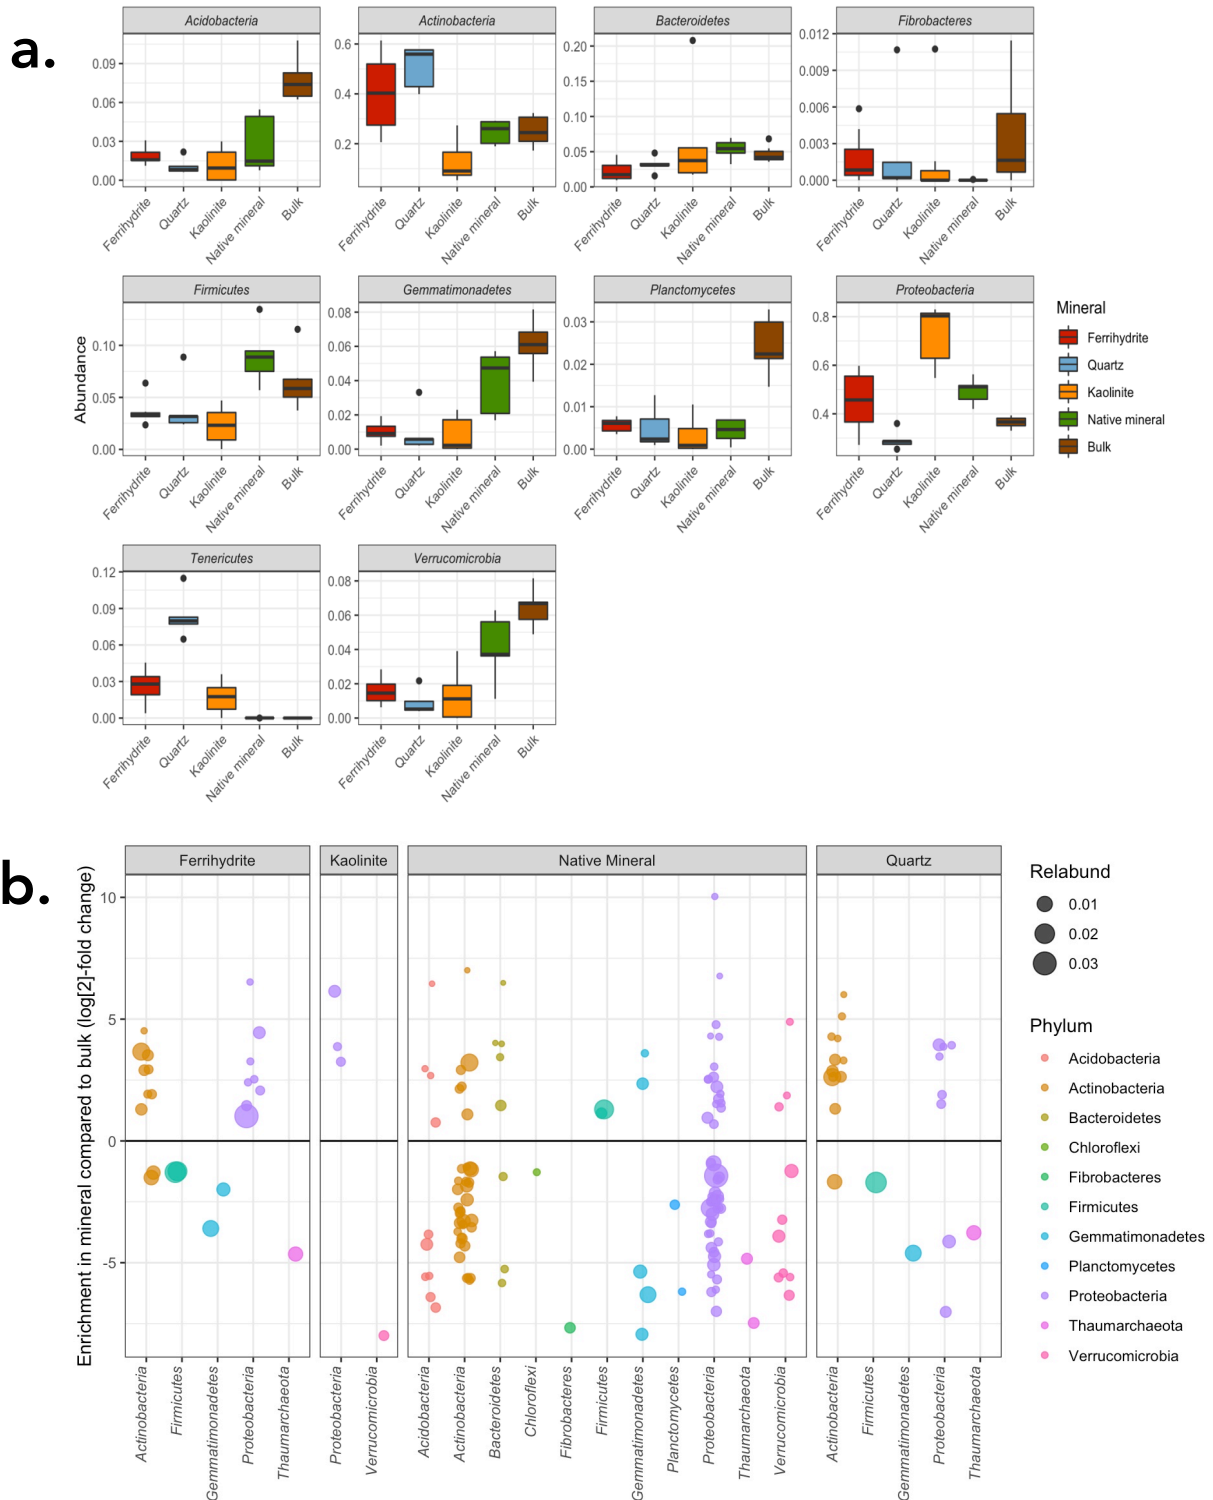 a.
Acidobacteria
Actinobacteria
Bacteroidetes
Fibrobacteres
0.09
0.06
0.03
0.00
0.6
0.4
0.2
0.20
0.15
0.10
0.05
0.00
0.012
0.009
0.006
0.003
0.000
Ferrihydrite
Quartz
Kaolinite
Native mineral
Bulk
Ferrihydrite
Quartz
Kaolinite
Native mineral
Bulk
Ferrihydrite
Quartz
Kaolinite
Native mineral
Bulk
Ferrihydrite
Quartz
Kaolinite
Native mineral
Bulk
Abundance
Firmicutes
Gemmatimonadetes
Planctomycetes
Proteobacteria
0.10
0.05
0.00
0.08
0.06
0.04
0.02
0.00
0.03
0.02
0.01
0.00
0.8
0.6
0.4
Ferrihydrite
Quartz
Kaolinite
Native mineral
Bulk
Ferrihydrite
Quartz
Kaolinite
Native mineral
Bulk
Ferrihydrite
Quartz
Kaolinite
Native mineral
Bulk
Ferrihydrite
Quartz
Kaolinite
Native mineral
Bulk
Mineral
Ferrihydrite
Quartz
Kaolinite
Native mineral
Bulk
Tenericutes
Verrucomicrobia
0.12
0.09
0.06
0.03
0.00
0.08
0.06
0.04
0.02
0.00
Ferrihydrite
Quartz
Kaolinite
Native mineral
Bulk
Ferrihydrite
Quartz
Kaolinite
Native mineral
Bulk
b.
Enrichment in mineral compared to bulk (log[2]-fold change)
Ferrihydrite
Kaolinite
Native Mineral
Quartz
10
5
0
-5
Actinobacteria
Firmicutes
Gemmatimonadetes
Proteobacteria
Thaumarchaeota
Proteobacteria
Verrucomicrobia
Acidobacteria
Actinobacteria
Bacteroidetes
Chloroflexi
Fibrobacteres
Firmicutes
Gemmatimonadetes
Planctomycetes
Proteobacteria
Thaumarchaeota
Verrucomicrobia
Actinobacteria
Firmicutes
Gemmatimonadetes
Proteobacteria
Thaumarchaeota
Relabund
0.01
0.02
0.03
Phylum
Acidobacteria
Actinobacteria
Bacteroidetes
Chloroflexi
Fibrobacteres
Firmicutes
Gemmatimonadetes
Planctomycetes
Proteobacteria
Thaumarchaeota
Verrucomicrobia